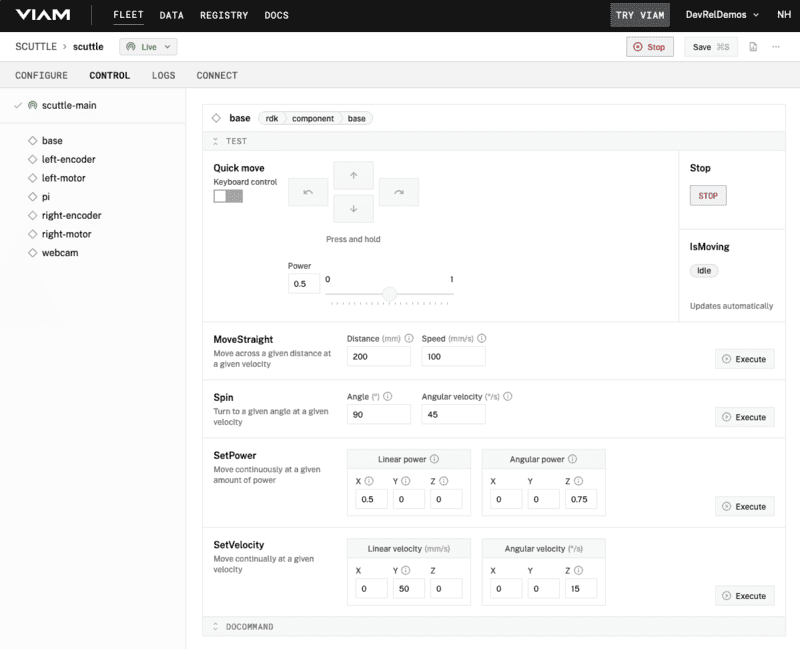 VIAM FLEET DATA REGISTRY DOCS TRY VIAM DevRelDemos NH
SCUTTLE > scuttle Live Stop Save ⌘S
CONFIGURE CONTROL LOGS CONNECT
scuttle-main
base
left-encoder
left-motor
pi
right-encoder
right-motor
webcam
base rdk component base
TEST
Quick move
Keyboard control
Press and hold
Power
0.5 0 1
Stop
STOP
IsMoving
Idle
Updates automatically
MoveStraight
Move across a given distance at
a given velocity
Distance (mm) Speed (mm/s)
200 100
Execute
Spin
Turn to a given angle at a given
velocity
Angle (°) Angular velocity (°/s)
90 45
Execute
SetPower
Move continuously at a given
amount of power
Linear power Angular power
X Y Z X Y Z
0.5 0 0 0 0 0.75
Execute
SetVelocity
Move continually at a given
velocity
Linear velocity (mm/s) Angular velocity (°/s)
X Y Z X Y Z
0 50 0 0 0 15
Execute
DOCOMMAND